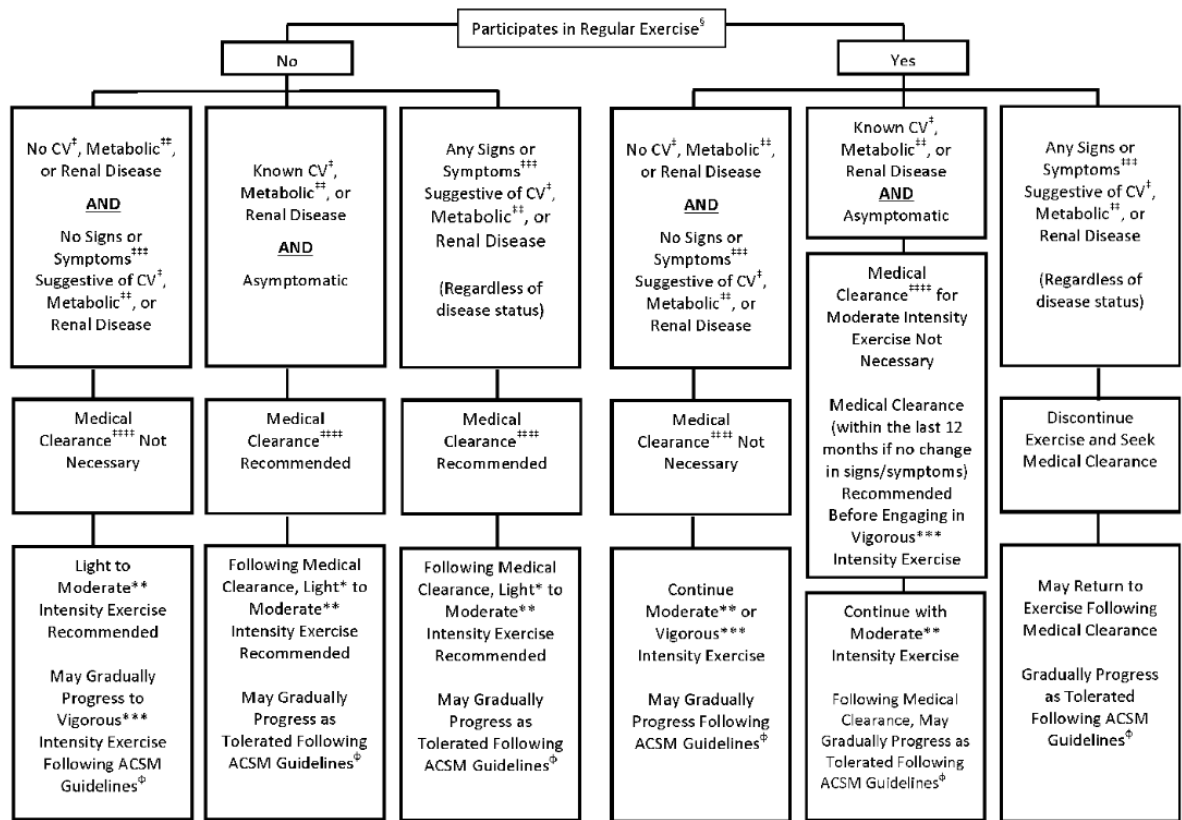 Participates in Regular Exercise§
No
Yes
No CV‡, Metabolic‡‡,
or Renal Disease
AND
No Signs or
Symptoms‡‡‡
Suggestive of CV‡,
Metabolic‡‡, or
Renal Disease
Known CV‡,
Metabolic‡‡, or
Renal Disease
AND
Asymptomatic
Any Signs or
Symptoms‡‡‡
Suggestive of CV‡,
Metabolic‡‡, or
Renal Disease
(Regardless of
disease status)
No CV‡, Metabolic‡‡,
or Renal Disease
AND
No Signs or
Symptoms‡‡‡
Suggestive of CV‡,
Metabolic‡‡, or
Renal Disease
Known CV‡,
Metabolic‡‡, or
Renal Disease
AND
Asymptomatic
Any Signs or
Symptoms‡‡‡
Suggestive of CV‡,
Metabolic‡‡, or
Renal Disease
(Regardless of
disease status)
Medical
Clearance‡‡‡‡ Not
Necessary
Medical
Clearance‡‡‡‡
Recommended
Medical
Clearance‡‡‡‡
Recommended
Medical
Clearance‡‡‡‡ Not
Necessary
Medical
Clearance‡‡‡‡ for
Moderate Intensity
Exercise Not
Necessary
Medical Clearance
(within the last 12
months if no change
in signs/symptoms)
Recommended
Before Engaging in
Vigorous***
Intensity Exercise
Discontinue
Exercise and Seek
Medical Clearance
Light to
Moderate**
Intensity Exercise
Recommended
May Gradually
Progress to
Vigorous***
Intensity Exercise
Following ACSM
GuidelinesΦ
Following Medical
Clearance, Light* to
Moderate**
Intensity Exercise
Recommended
May Gradually
Progress as
Tolerated Following
ACSM GuidelinesΦ
Following Medical
Clearance, Light* to
Moderate**
Intensity Exercise
Recommended
May Gradually
Progress as
Tolerated Following
ACSM GuidelinesΦ
Continue
Moderate** or
Vigorous***
Intensity Exercise
May Gradually
Progress Following
ACSM GuidelinesΦ
Continue with
Moderate**
Intensity Exercise
Following Medical
Clearance, May
Gradually Progress as
Tolerated Following
ACSM GuidelinesΦ
May Return to
Exercise Following
Medical Clearance
Gradually Progress
as Tolerated
Following ACSM
GuidelinesΦ